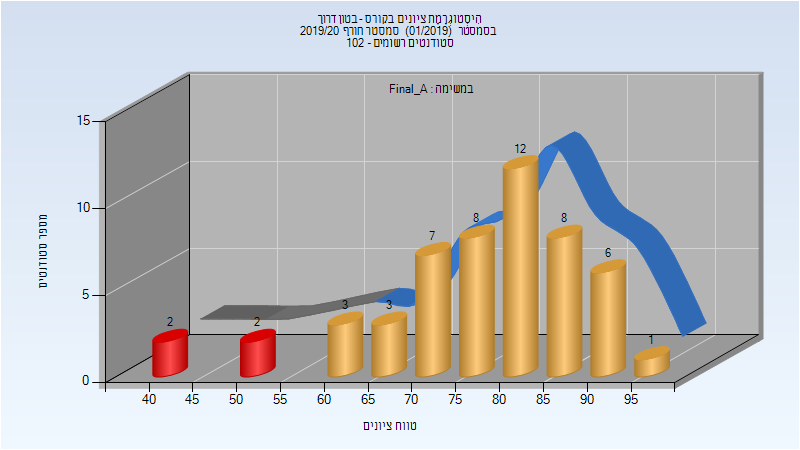 היסטוגרמת ציונים בקורס - בטון דרוך
בסמסטר (01/2019) סמסטר חורף 2019/20
סטודנטים רשומים - 102
במשימה : Final_A
מספר סטודנטים
15
10
5
0
2 2 3 3 7 8 12 8 6 1
40 45 50 55 60 65 70 75 80 85 90 95
טווח ציונים